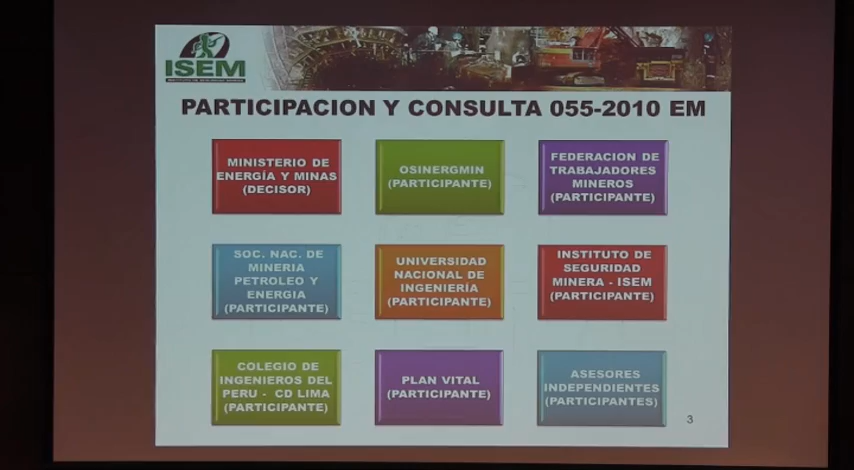 ISEM
PARTICIPACION Y CONSULTA 055-2010 EM
MINISTERIO DE
ENERGÍA Y MINAS
(DECISOR)
OSINERGMIN
(PARTICIPANTE)
FEDERACION DE
TRABAJADORES
MINEROS
(PARTICIPANTE)
SOC. NAC. DE
MINERIA
PETROLEO Y
ENERGIA
(PARTICIPANTE)
UNIVERSIDAD
NACIONAL DE
INGENIERÍA
(PARTICIPANTE)
INSTITUTO DE
SEGURIDAD
MINERA - ISEM
(PARTICIPANTE)
COLEGIO DE
INGENIEROS DEL
PERU - CD LIMA
(PARTICIPANTE)
PLAN VITAL
(PARTICIPANTE)
ASESORES
INDEPENDIENTES
(PARTICIPANTES)
3